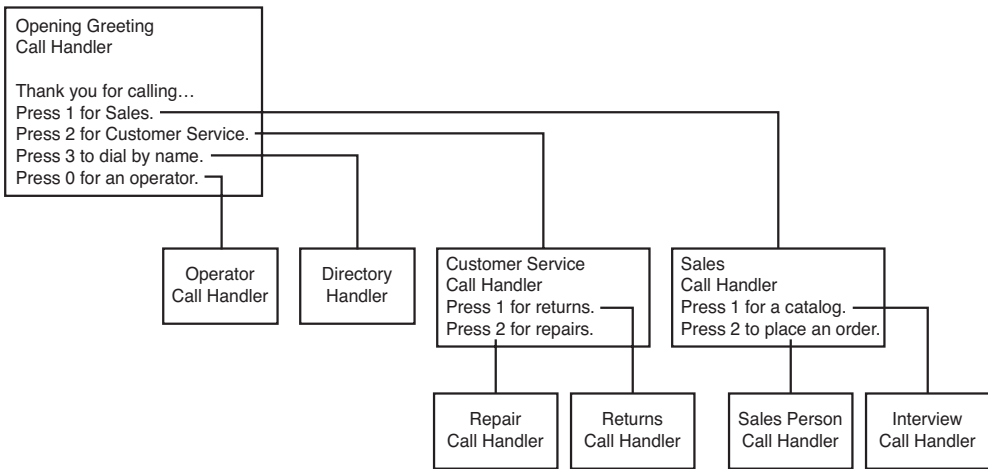 Opening Greeting
Call Handler
Thank you for calling…
Press 1 for Sales.
Press 2 for Customer Service.
Press 3 to dial by name.
Press 0 for an operator.
Operator
Call Handler
Directory
Handler
Customer Service
Call Handler
Press 1 for returns.
Press 2 for repairs.
Sales
Call Handler
Press 1 for a catalog.
Press 2 to place an order.
Repair
Call Handler
Returns
Call Handler
Sales Person
Call Handler
Interview
Call Handler